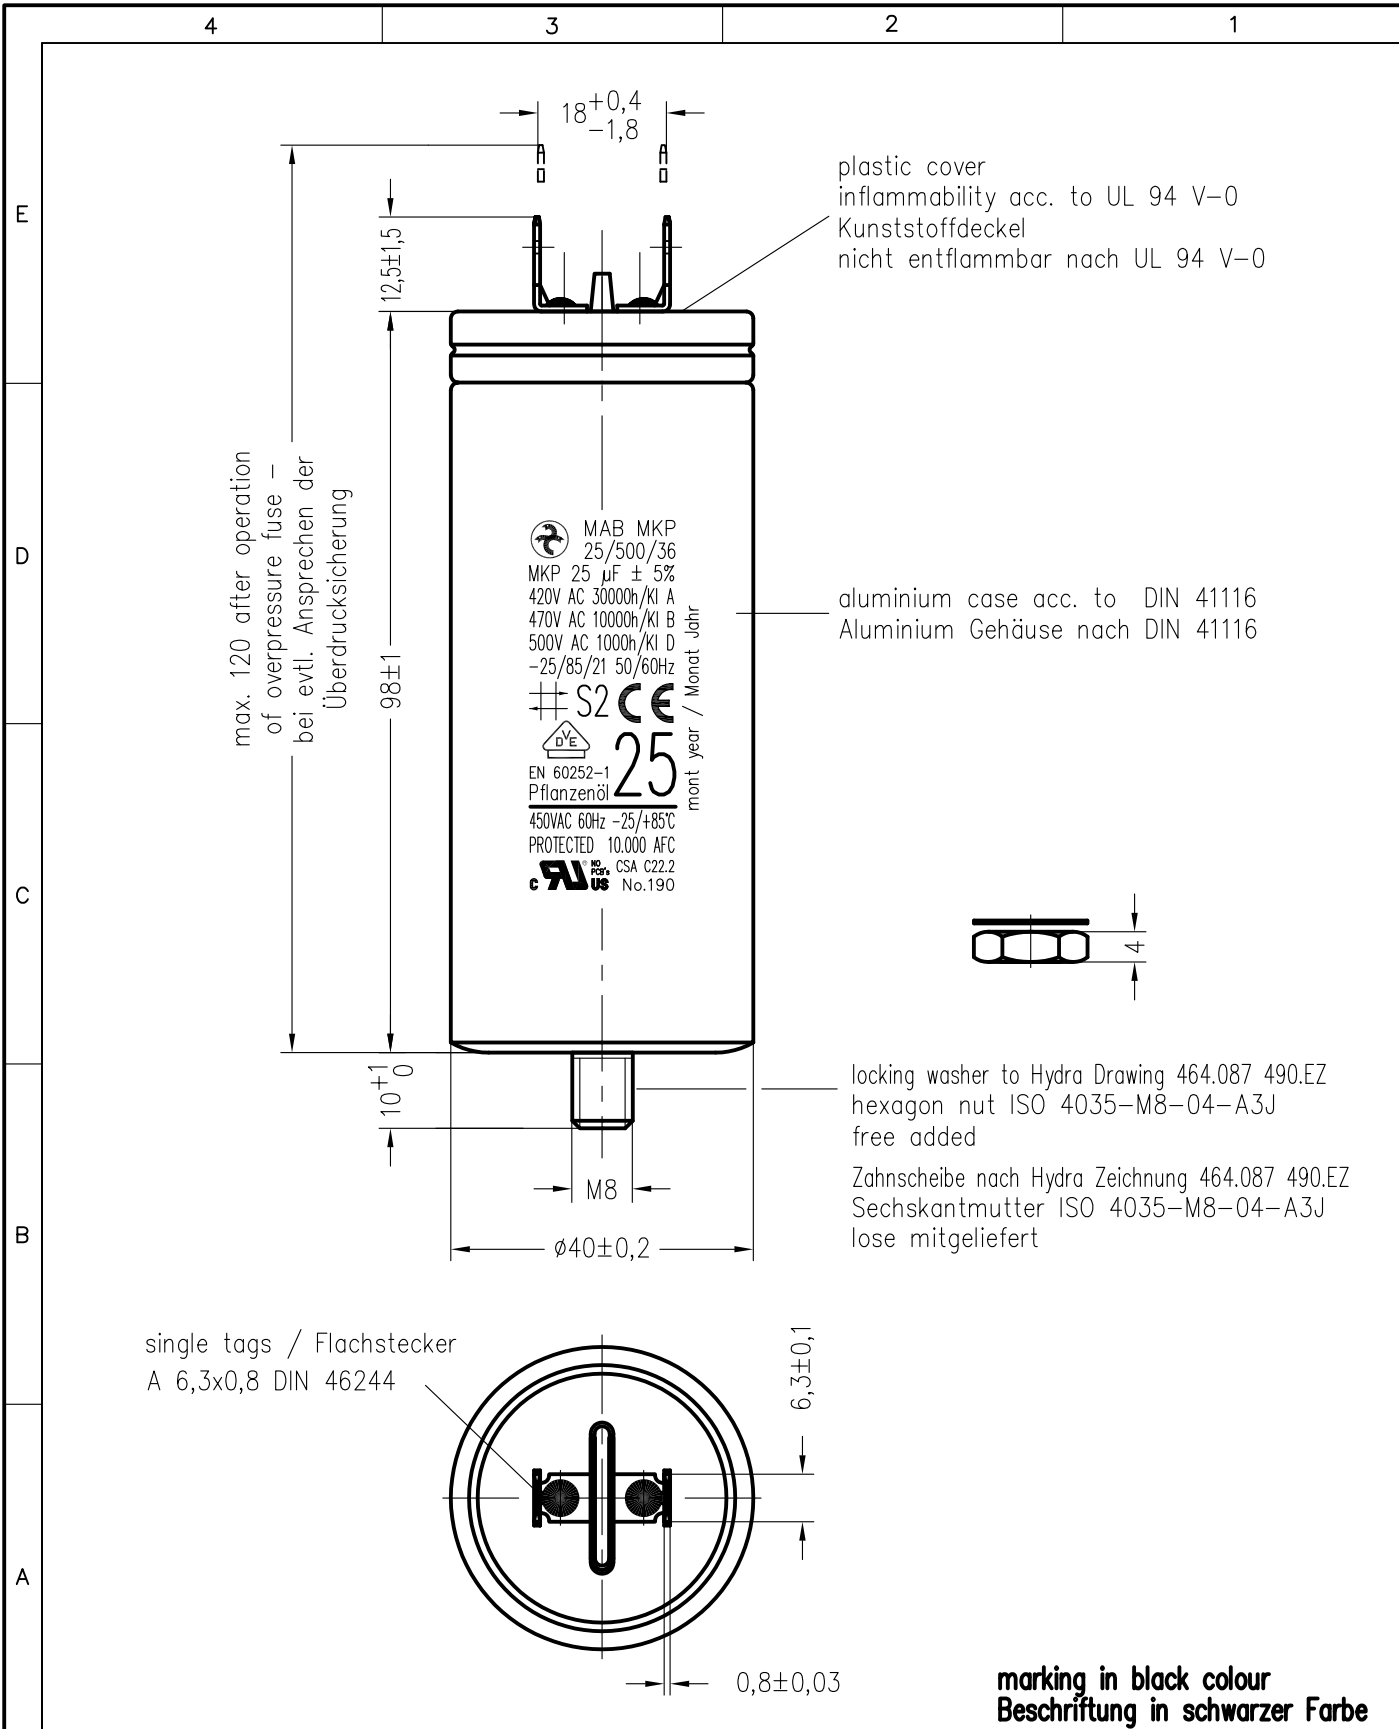 4 3 2 1
E
D
C
B
A
18+0,4
-1,8
plastic cover
inflammability acc. to UL 94 V-0
Kunststoffdeckel
nicht entflammbar nach UL 94 V-0
12,5±1,5
max. 120 after operation
of overpressure fuse -
bei evtl. Ansprechen der
Überdrucksicherung
98±1
MAB MKP
25/500/36
MKP 25 µF ± 5%
420V AC 30000h/Kl A
470V AC 10000h/Kl B
500V AC 1000h/Kl D
-25/85/21 50/60Hz
S2 CE
DVE
25
EN 60252-1
Pflanzenöl
mont year / Monat Jahr
450VAC 60Hz -25/+85°C
PROTECTED 10.000 AFC
NO
PCB's
CSA C22.2
c RU ® US No.190
aluminium case acc. to DIN 41116
Aluminium Gehäuse nach DIN 41116
4
10+1
0
locking washer to Hydra Drawing 464.087 490.EZ
hexagon nut ISO 4035-M8-04-A3J
free added
Zahnscheibe nach Hydra Zeichnung 464.087 490.EZ
Sechskantmutter ISO 4035-M8-04-A3J
lose mitgeliefert
M8
ø40±0,2
single tags / Flachstecker
A 6,3x0,8 DIN 46244
6,3±0,1
0,8±0,03
marking in black colour
Beschriftung in schwarzer Farbe